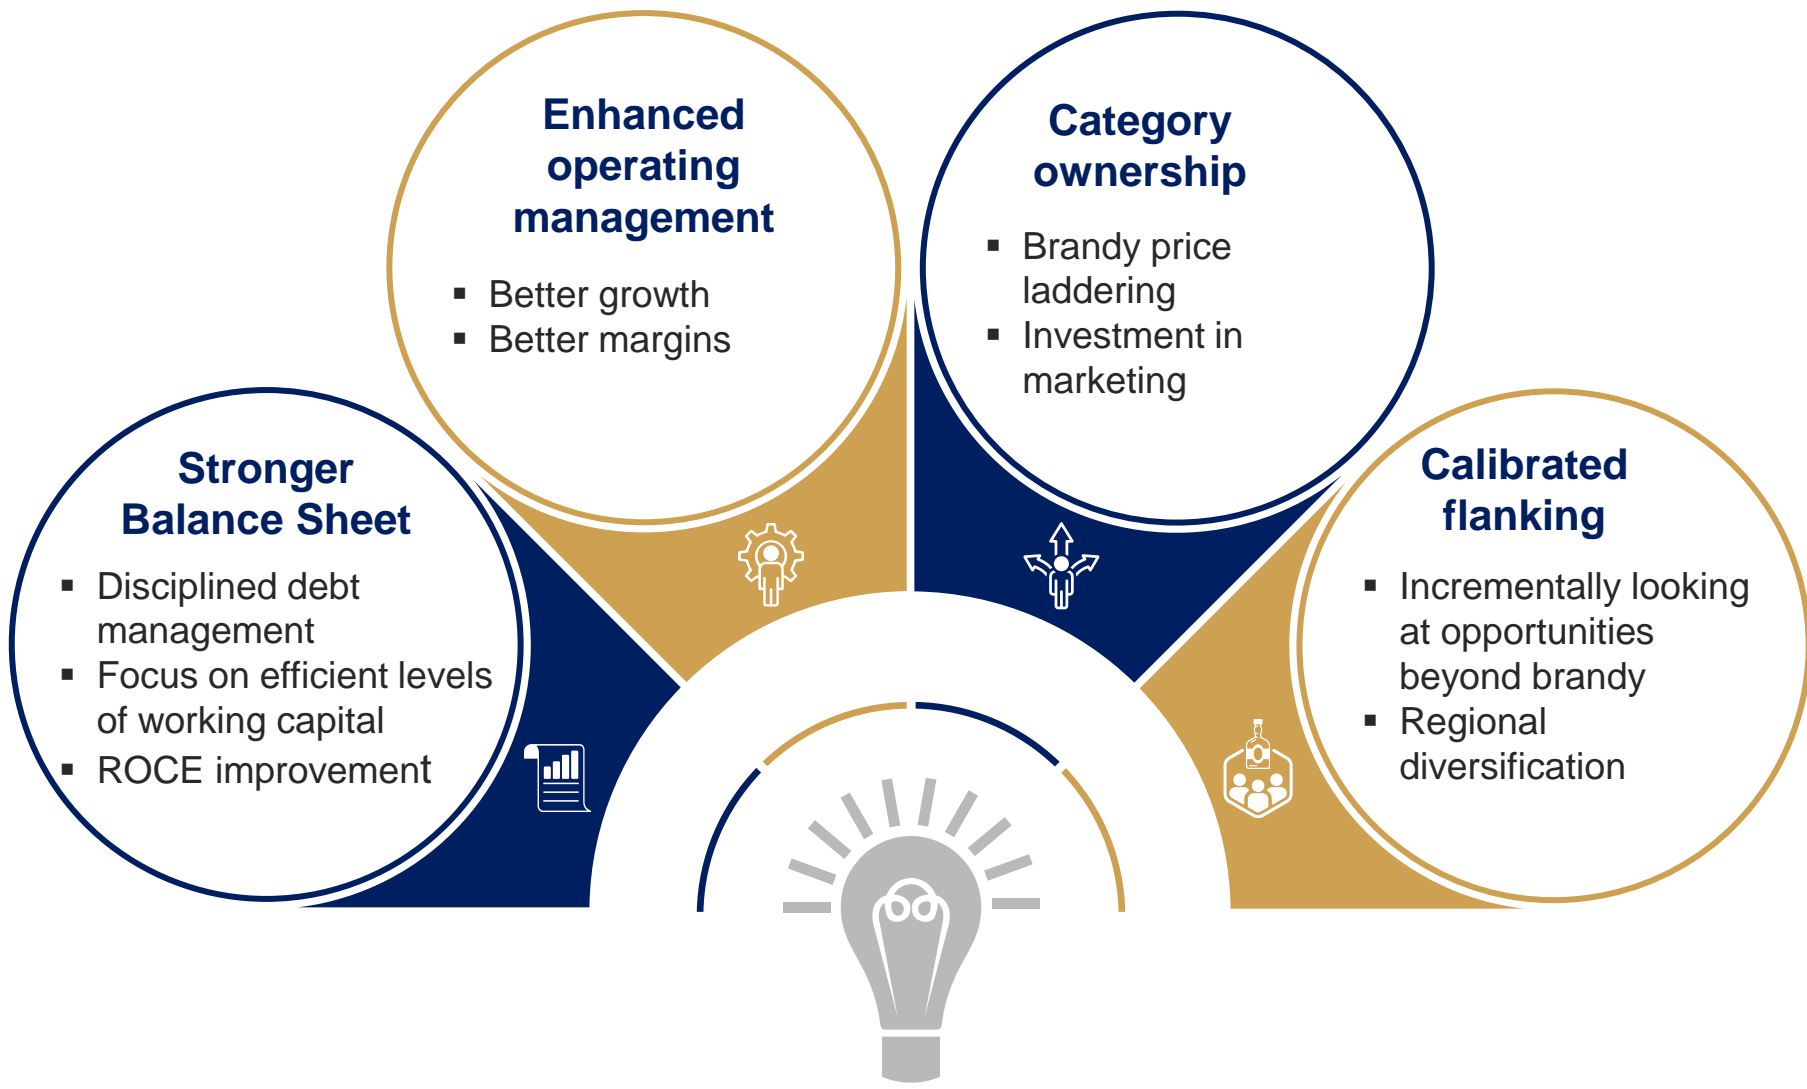 Stronger
Balance Sheet
▪ Disciplined debt
management
▪ Focus on efficient levels
of working capital
▪ ROCE improvement
Enhanced
operating
management
▪ Better growth
▪ Better margins
Category
ownership
▪ Brandy price
laddering
▪ Investment in
marketing
Calibrated
flanking
▪ Incrementally looking
at opportunities
beyond brandy
▪ Regional
diversification